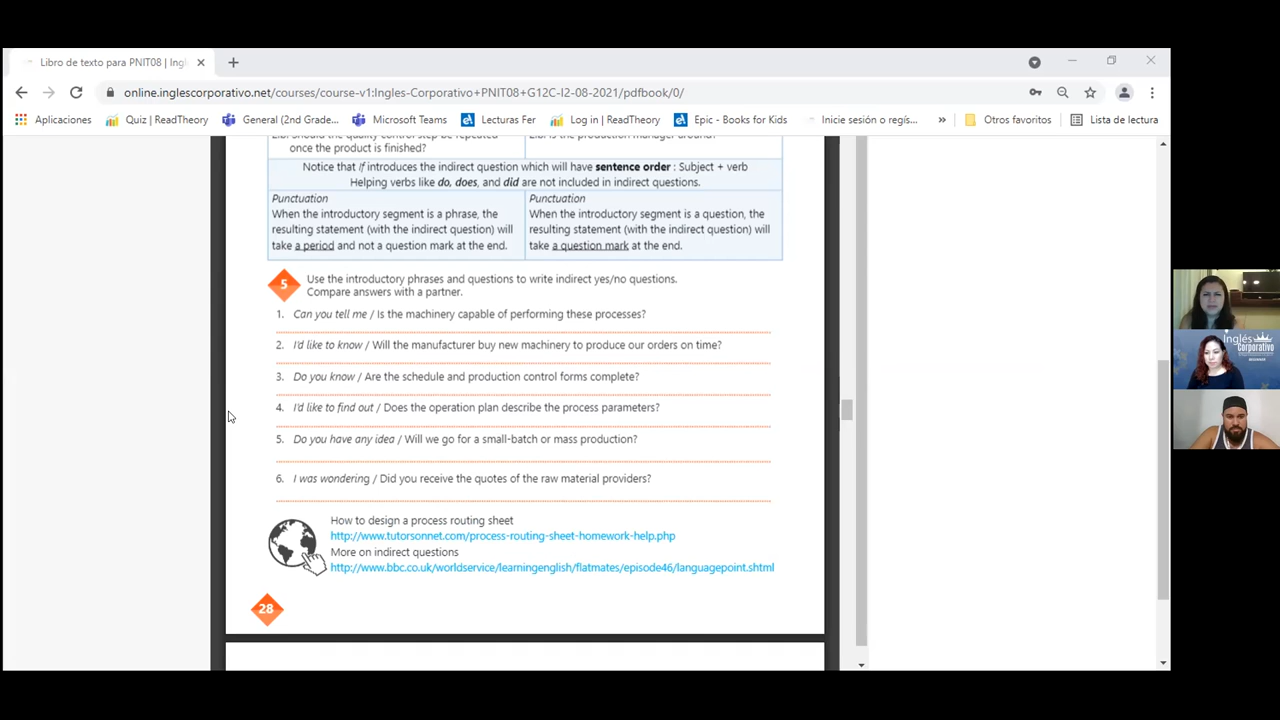 Libro de texto para PNIT08 | Ingl
online.inglescorporativo.net/courses/course-v1:Ingles-Corporativo+PNIT08+G12C-I2-08-2021/pdfbook/0/
Aplicaciones
Quiz | ReadTheory
General (2nd Grade...
Microsoft Teams
Lecturas Fer
Log in | ReadTheory
Epic - Books for Kids
Inicie sesión o regís...
»
Otros favoritos
Lista de lectura
should the quality control step be repeated
once the product is finished?
is the production manager around?
Notice that if introduces the indirect question which will have sentence order : Subject + verb
Helping verbs like do, does, and did are not included in indirect questions.
Punctuation
When the introductory segment is a phrase, the
resulting statement (with the indirect question) will
take a period and not a question mark at the end.
Punctuation
When the introductory segment is a question, the
resulting statement (with the indirect question) will
take a question mark at the end.
5
Use the introductory phrases and questions to write indirect yes/no questions.
Compare answers with a partner.
1. Can you tell me / Is the machinery capable of performing these processes?
2. I'd like to know / Will the manufacturer buy new machinery to produce our orders on time?
3. Do you know / Are the schedule and production control forms complete?
4. I'd like to find out / Does the operation plan describe the process parameters?
5. Do you have any idea / Will we go for a small-batch or mass production?
6. I was wondering / Did you receive the quotes of the raw material providers?
How to design a process routing sheet
http://www.tutorsonnet.com/process-routing-sheet-homework-help.php
More on indirect questions
http://www.bbc.co.uk/worldservice/learningenglish/flatmates/episode46/languagepoint.shtml
28
Inglés
Corporativo
BEGINNER